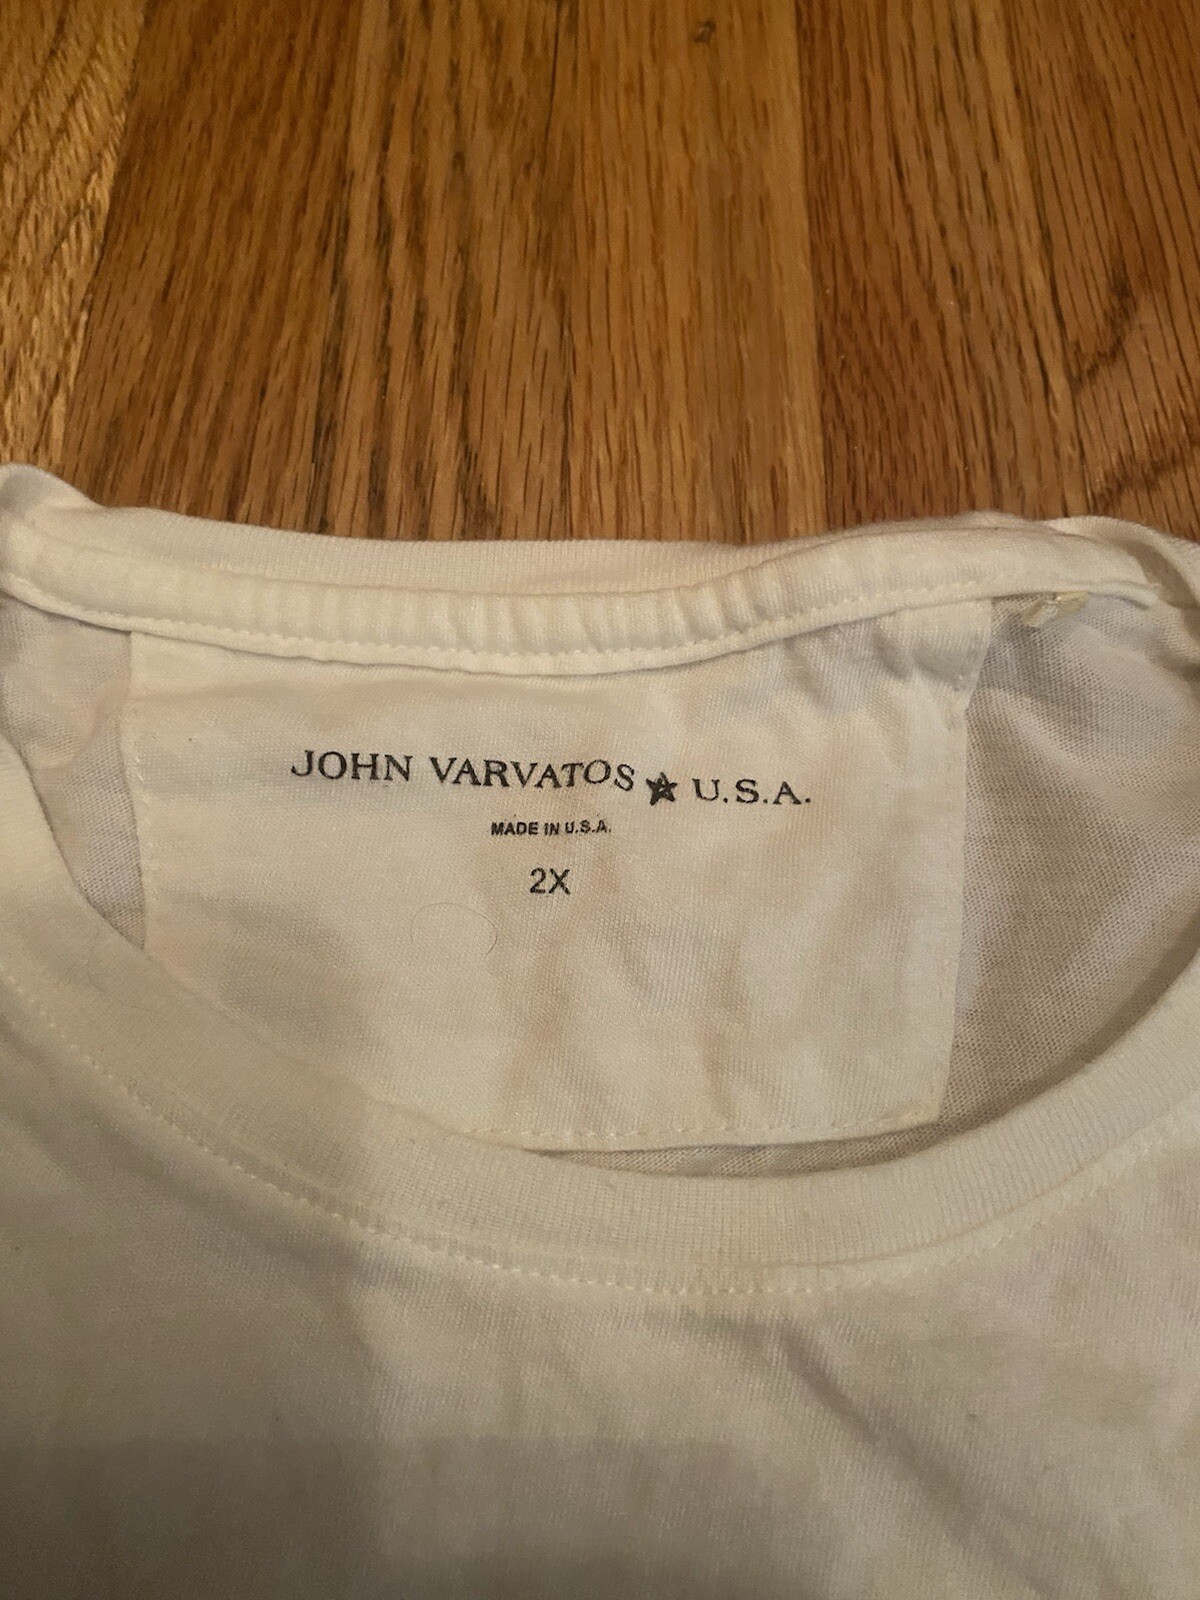 JOHN VARVATOS ★ U.S.A.
MADE IN U.S.A.
2X